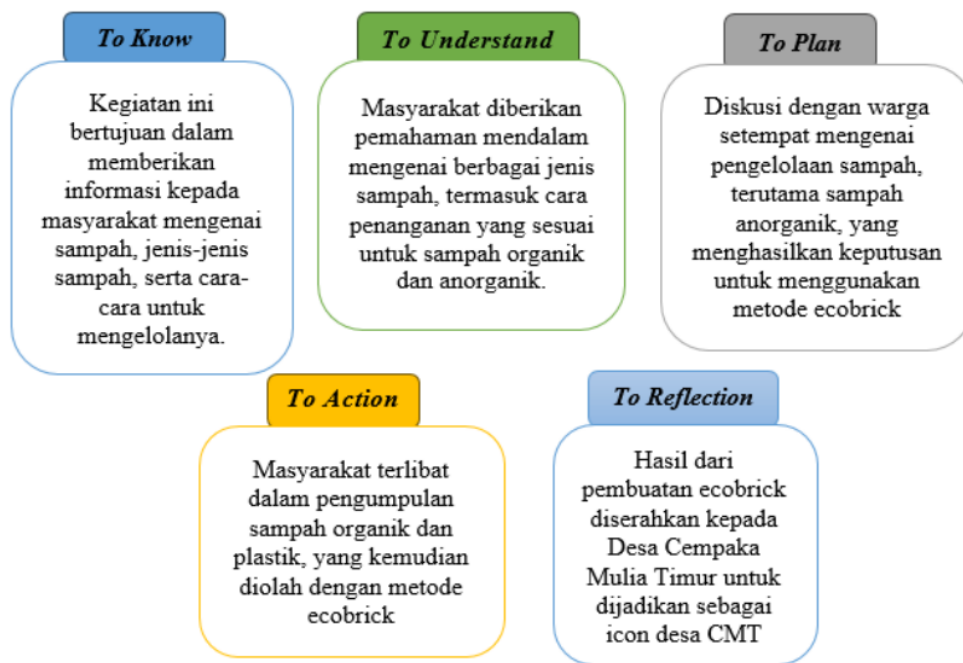 To Know
Kegiatan ini
bertujuan dalam
memberikan
informasi kepada
masyarakat mengenai
sampah, jenis-jenis
sampah, serta cara-
cara untuk
mengelolanya.
To Understand
Masyarakat diberikan
pemahaman mendalam
mengenai berbagai jenis
sampah, termasuk cara
penanganan yang sesuai
untuk sampah organik
dan anorganik.
To Plan
Diskusi dengan warga
setempat mengenai
pengelolaan sampah,
terutama sampah
anorganik, yang
menghasilkan keputusan
untuk menggunakan
metode ecobrick
To Action
Masyarakat terlibat
dalam pengumpulan
sampah organik dan
plastik, yang kemudian
diolah dengan metode
ecobrick
To Reflection
Hasil dari
pembuatan ecobrick
diserahkan kepada
Desa Cempaka
Mulia Timur untuk
dijadikan sebagai
icon desa CMT